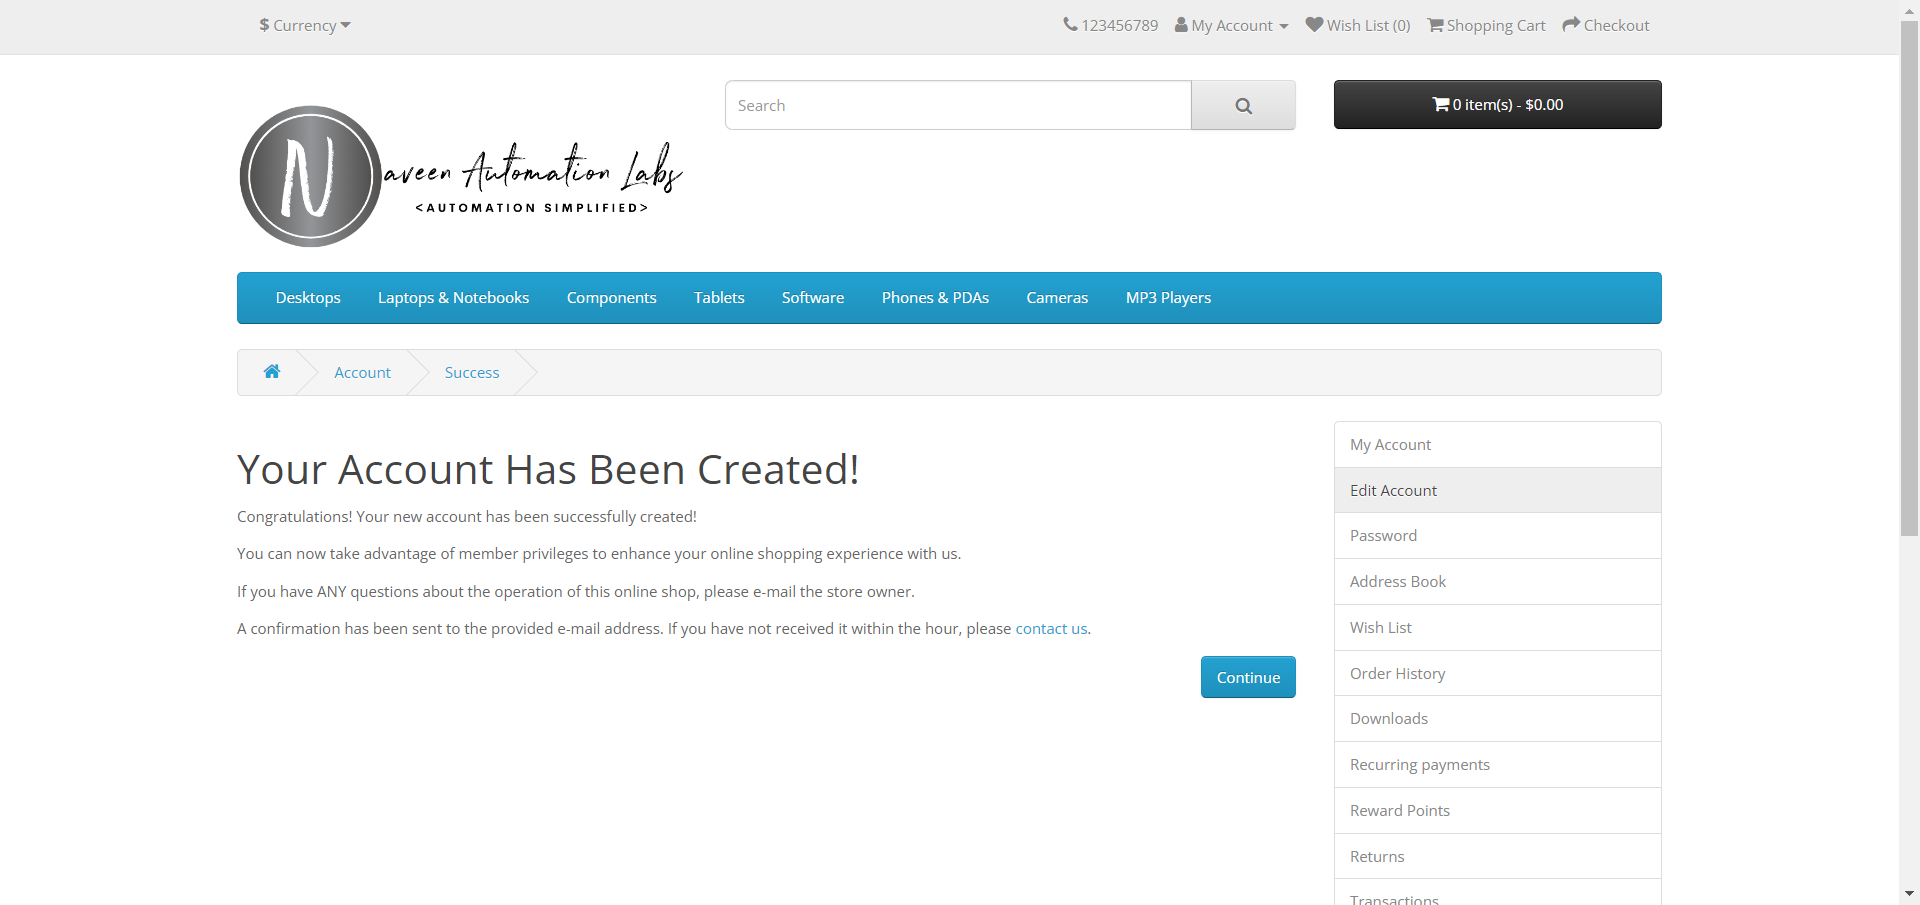 $ Currency
123456789 My Account Wish List (0) Shopping Cart Checkout
N
aveen Automation Labs
<AUTOMATION SIMPLIFIED>
Search
0 item(s) - $0.00
Desktops Laptops & Notebooks Components Tablets Software Phones & PDAs Cameras MP3 Players
Account Success
Your Account Has Been Created!
Congratulations! Your new account has been successfully created!
You can now take advantage of member privileges to enhance your online shopping experience with us.
If you have ANY questions about the operation of this online shop, please e-mail the store owner.
A confirmation has been sent to the provided e-mail address. If you have not received it within the hour, please contact us.
Continue
My Account
Edit Account
Password
Address Book
Wish List
Order History
Downloads
Recurring payments
Reward Points
Returns
Transactions